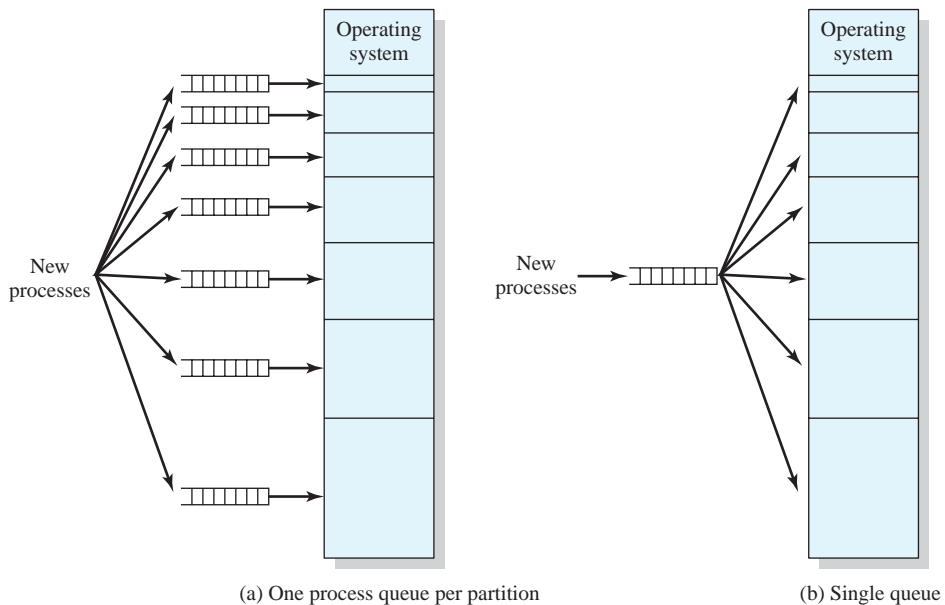 Operating
system
New
processes
(a) One process queue per partition
Operating
system
New
processes
(b) Single queue